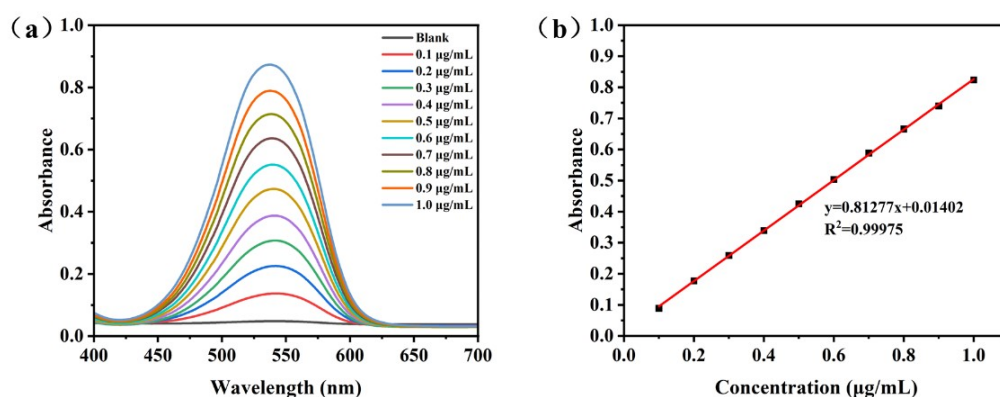 (a)
1.0
0.8
0.6
0.4
0.2
0.0
Absorbance
400
450
500
550
600
650
700
Wavelength (nm)
Blank
0.1 μg/mL
0.2 μg/mL
0.3 μg/mL
0.4 μg/mL
0.5 μg/mL
0.6 μg/mL
0.7 μg/mL
0.8 μg/mL
0.9 μg/mL
1.0 μg/mL
(b)
1.0
0.9
0.8
0.7
0.6
0.5
0.4
0.3
0.2
0.1
0.0
Absorbance
0.0
0.2
0.4
0.6
0.8
1.0
Concentration (μg/mL)
y=0.81277x+0.01402
R²=0.99975